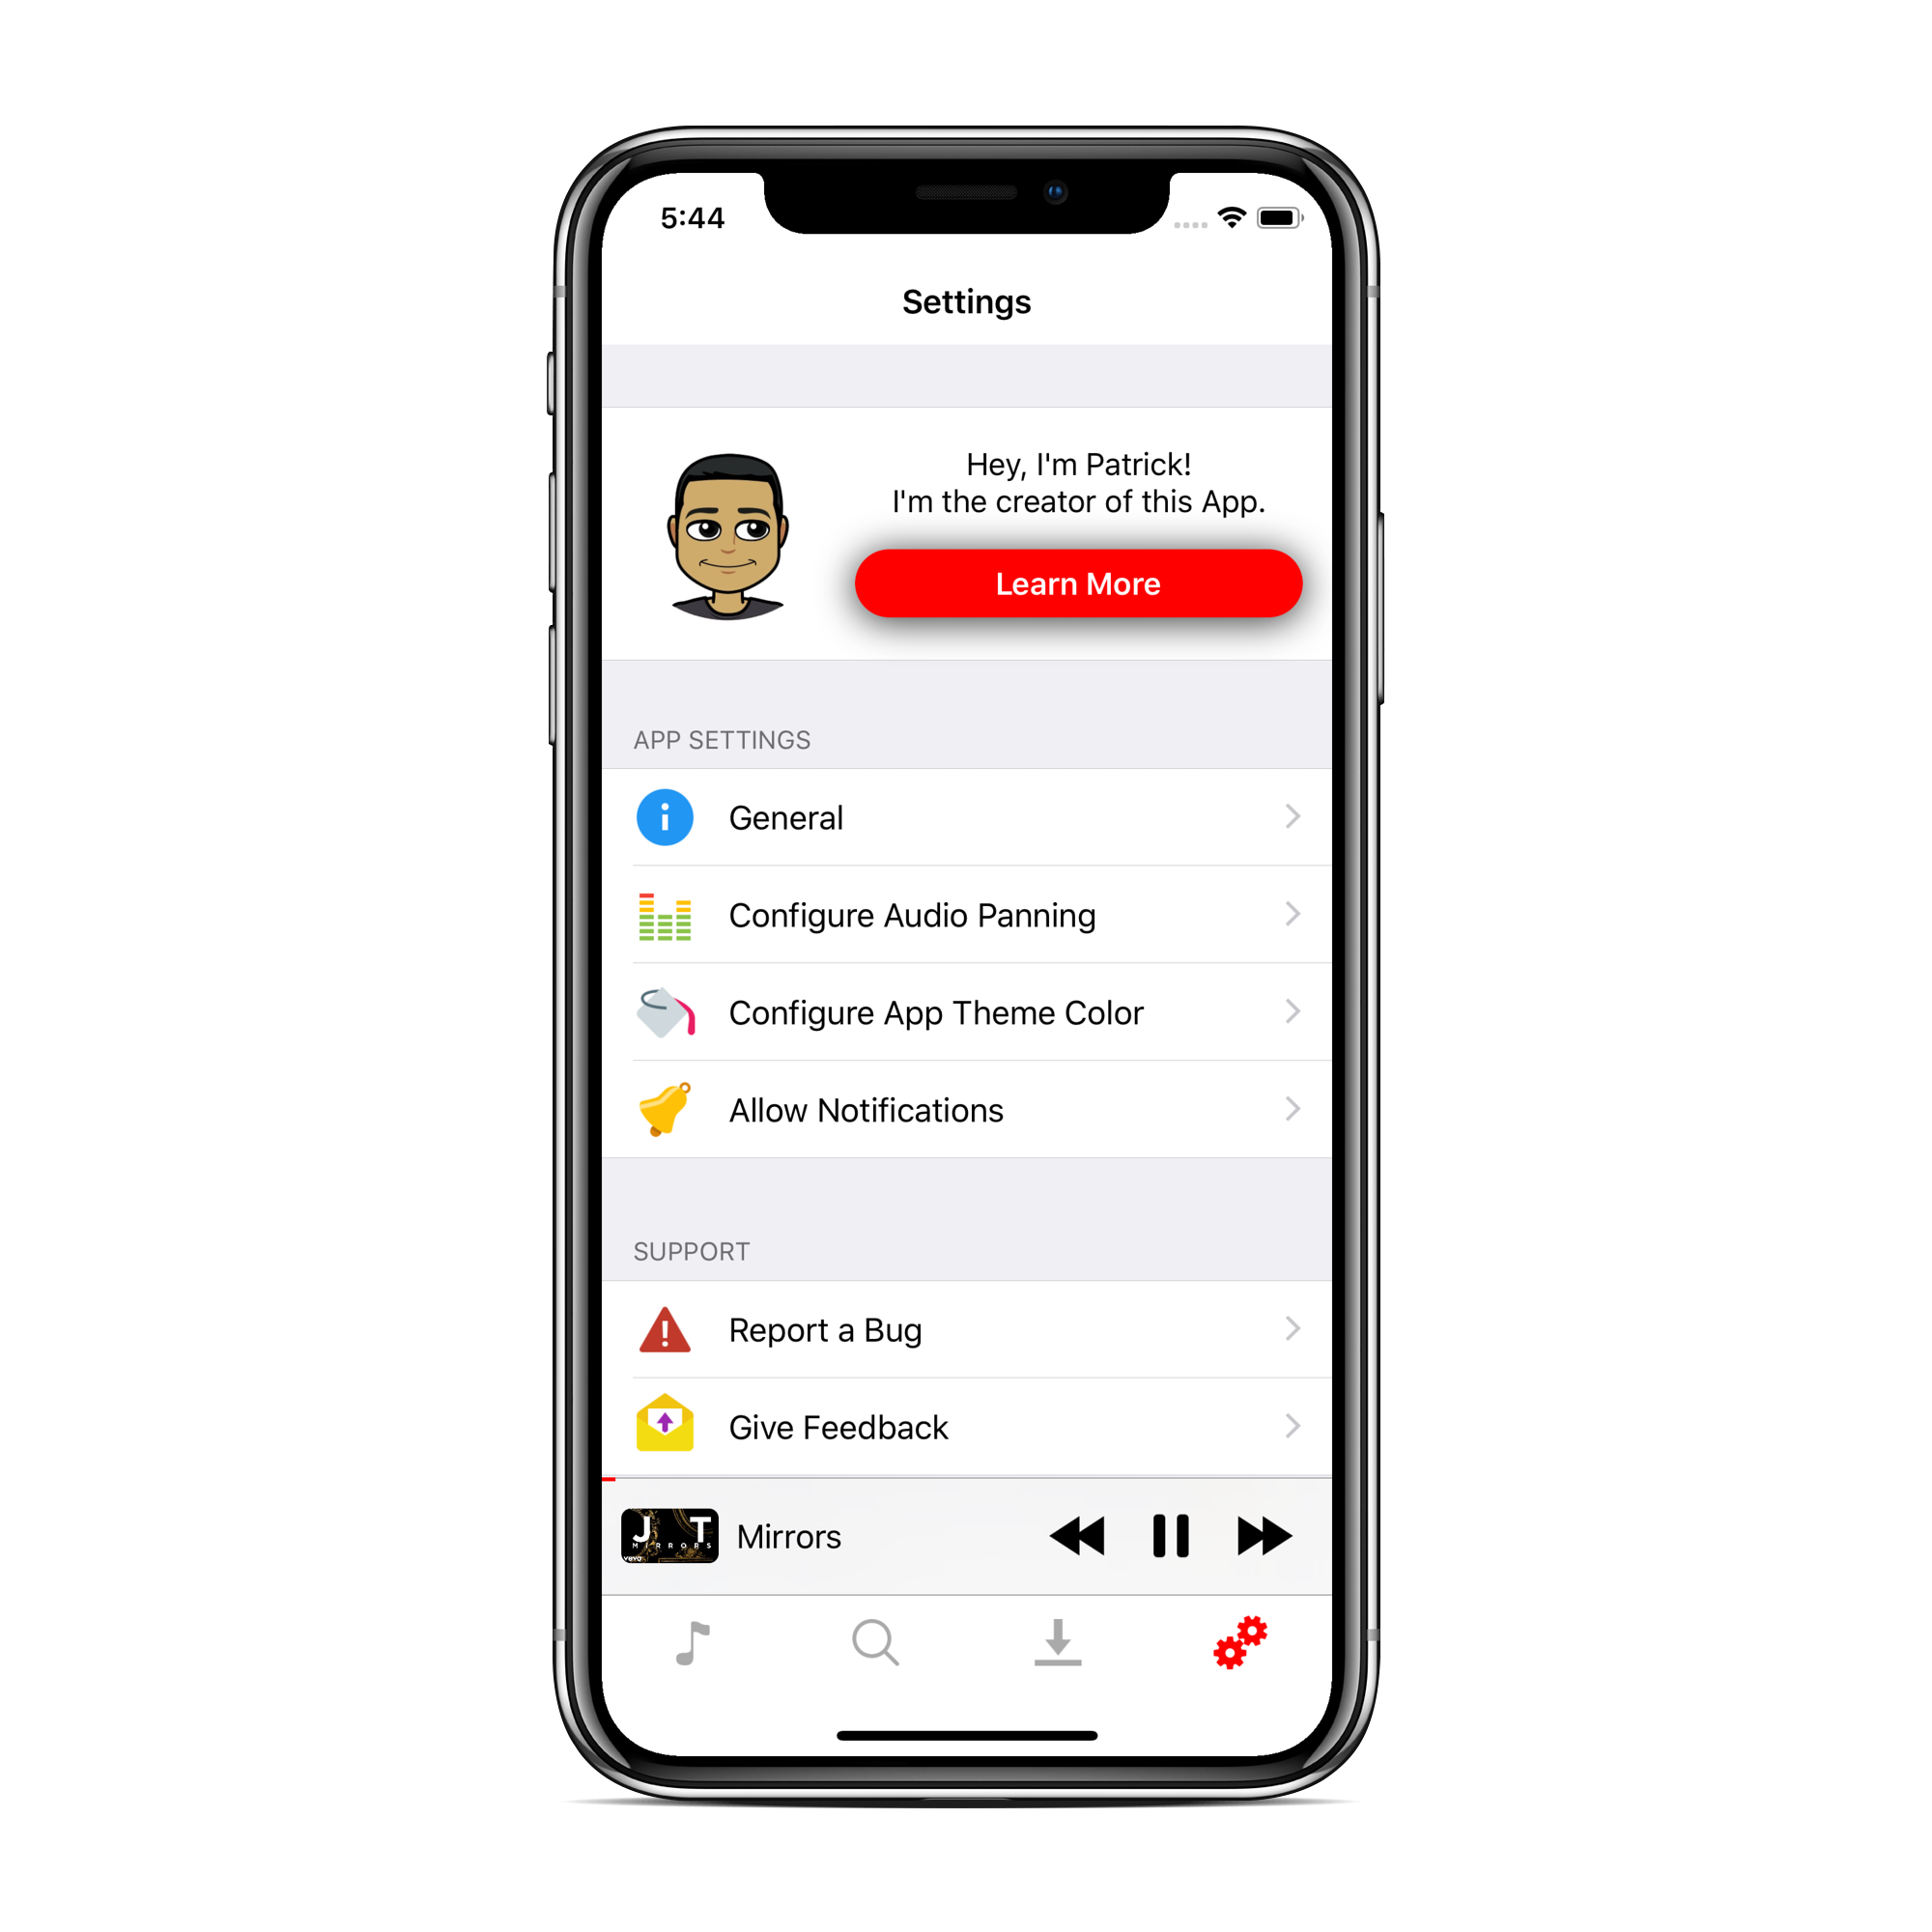 5:44
Settings
Hey, I'm Patrick!
I'm the creator of this App.
Learn More
APP SETTINGS
General
Configure Audio Panning
Configure App Theme Color
Allow Notifications
SUPPORT
Report a Bug
Give Feedback
J T
MIRRORS
vevo
Mirrors